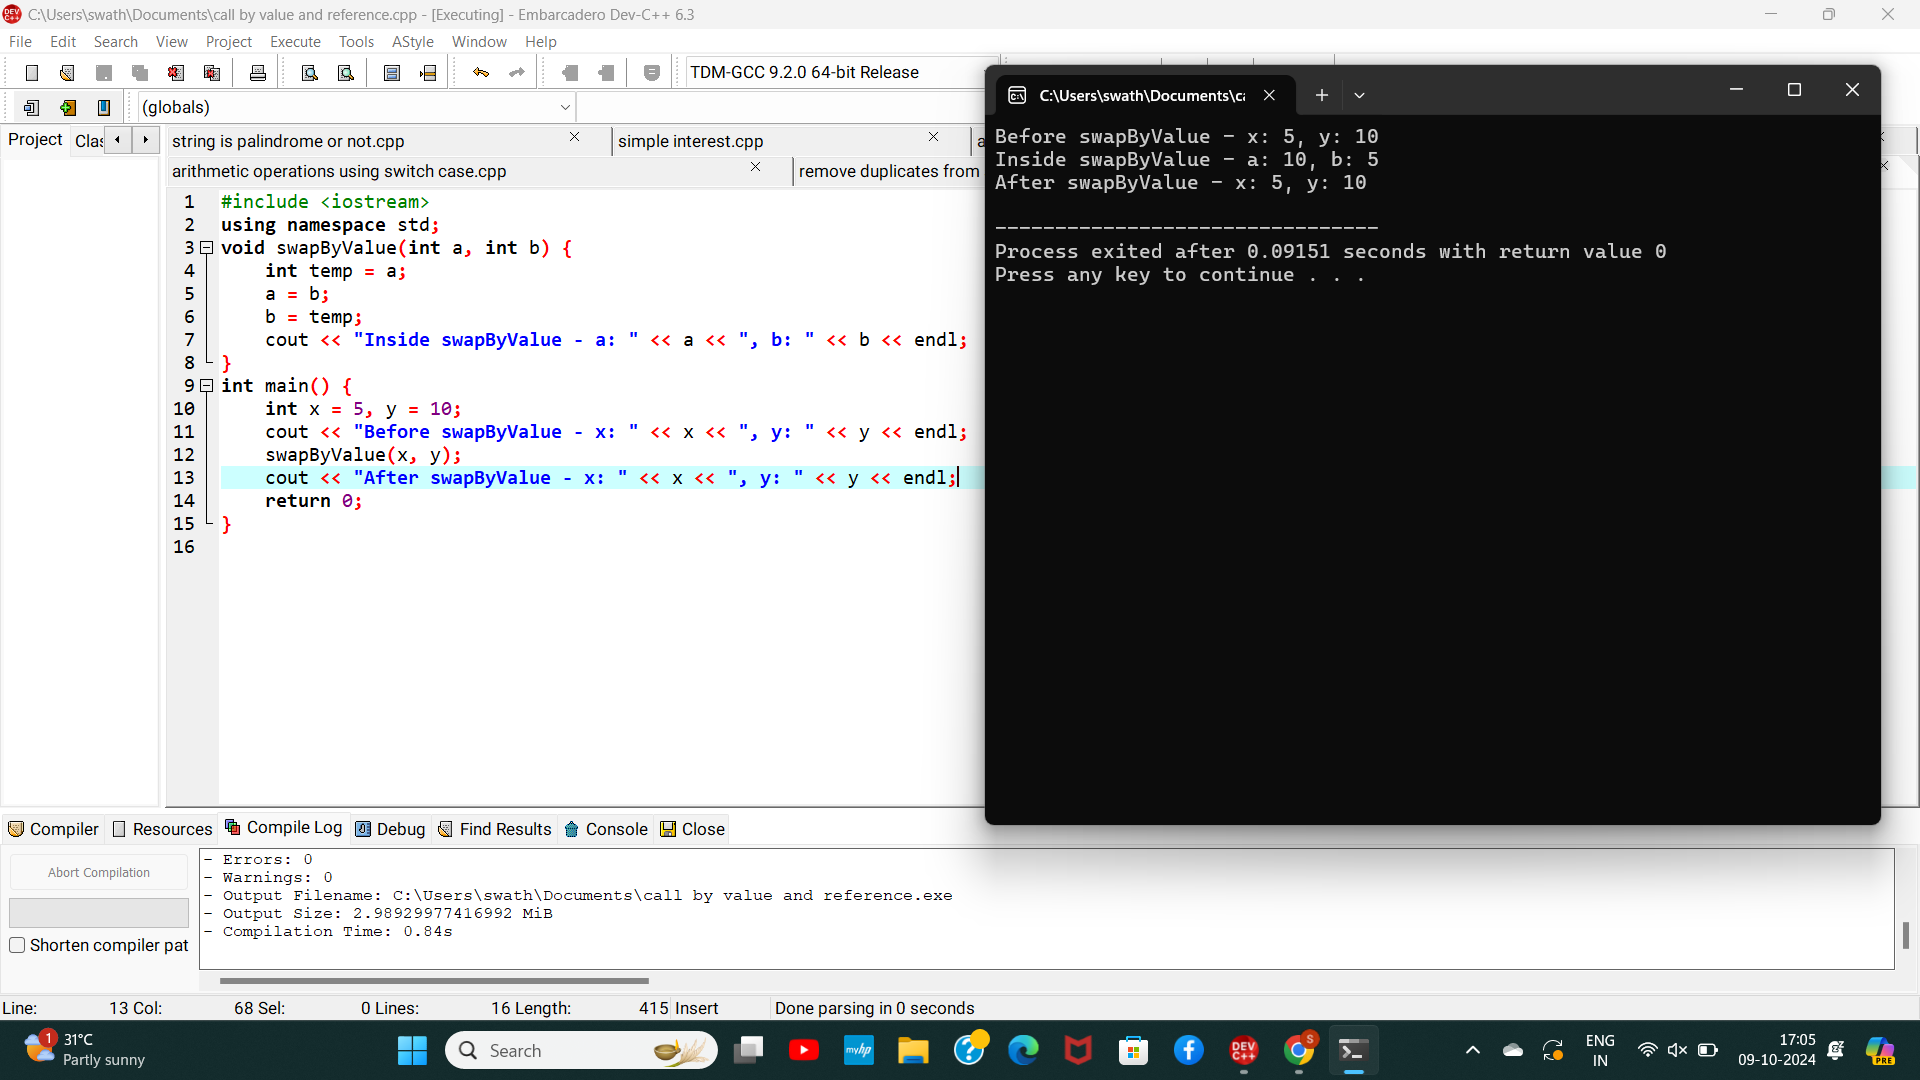 C:\Users\swath\Documents\call by value and reference.cpp - [Executing] - Embarcadero Dev-C++ 6.3
File Edit Search View Project Execute Tools AStyle Window Help
TDM-GCC 9.2.0 64-bit Release
(globals)
Project Clas
string is palindrome or not.cpp
simple interest.cpp
arithmetic operations using switch case.cpp
remove duplicates from
1 #include <iostream>
2 using namespace std;
3 void swapByValue(int a, int b) {
4 int temp = a;
5 a = b;
6 b = temp;
7 cout << "Inside swapByValue - a: " << a << ", b: " << b << endl;
8 }
9 int main() {
10 int x = 5, y = 10;
11 cout << "Before swapByValue - x: " << x << ", y: " << y << endl;
12 swapByValue(x, y);
13 cout << "After swapByValue - x: " << x << ", y: " << y << endl;
14 return 0;
15 }
16
C:\Users\swath\Documents\ca
Before swapByValue - x: 5, y: 10
Inside swapByValue - a: 10, b: 5
After swapByValue - x: 5, y: 10
--------------------------------
Process exited after 0.09151 seconds with return value 0
Press any key to continue . . .
Compiler Resources Compile Log Debug Find Results Console Close
Abort Compilation
Shorten compiler pat
- Errors: 0
- Warnings: 0
- Output Filename: C:\Users\swath\Documents\call by value and reference.exe
- Output Size: 2.98929977416992 MiB
- Compilation Time: 0.84s
Line: 13 Col: 68 Sel: 0 Lines: 16 Length: 415 Insert Done parsing in 0 seconds
1
31°C
Partly sunny
Search
myhp
DEV C++
S
ENG
IN
17:05
09-10-2024
PRE